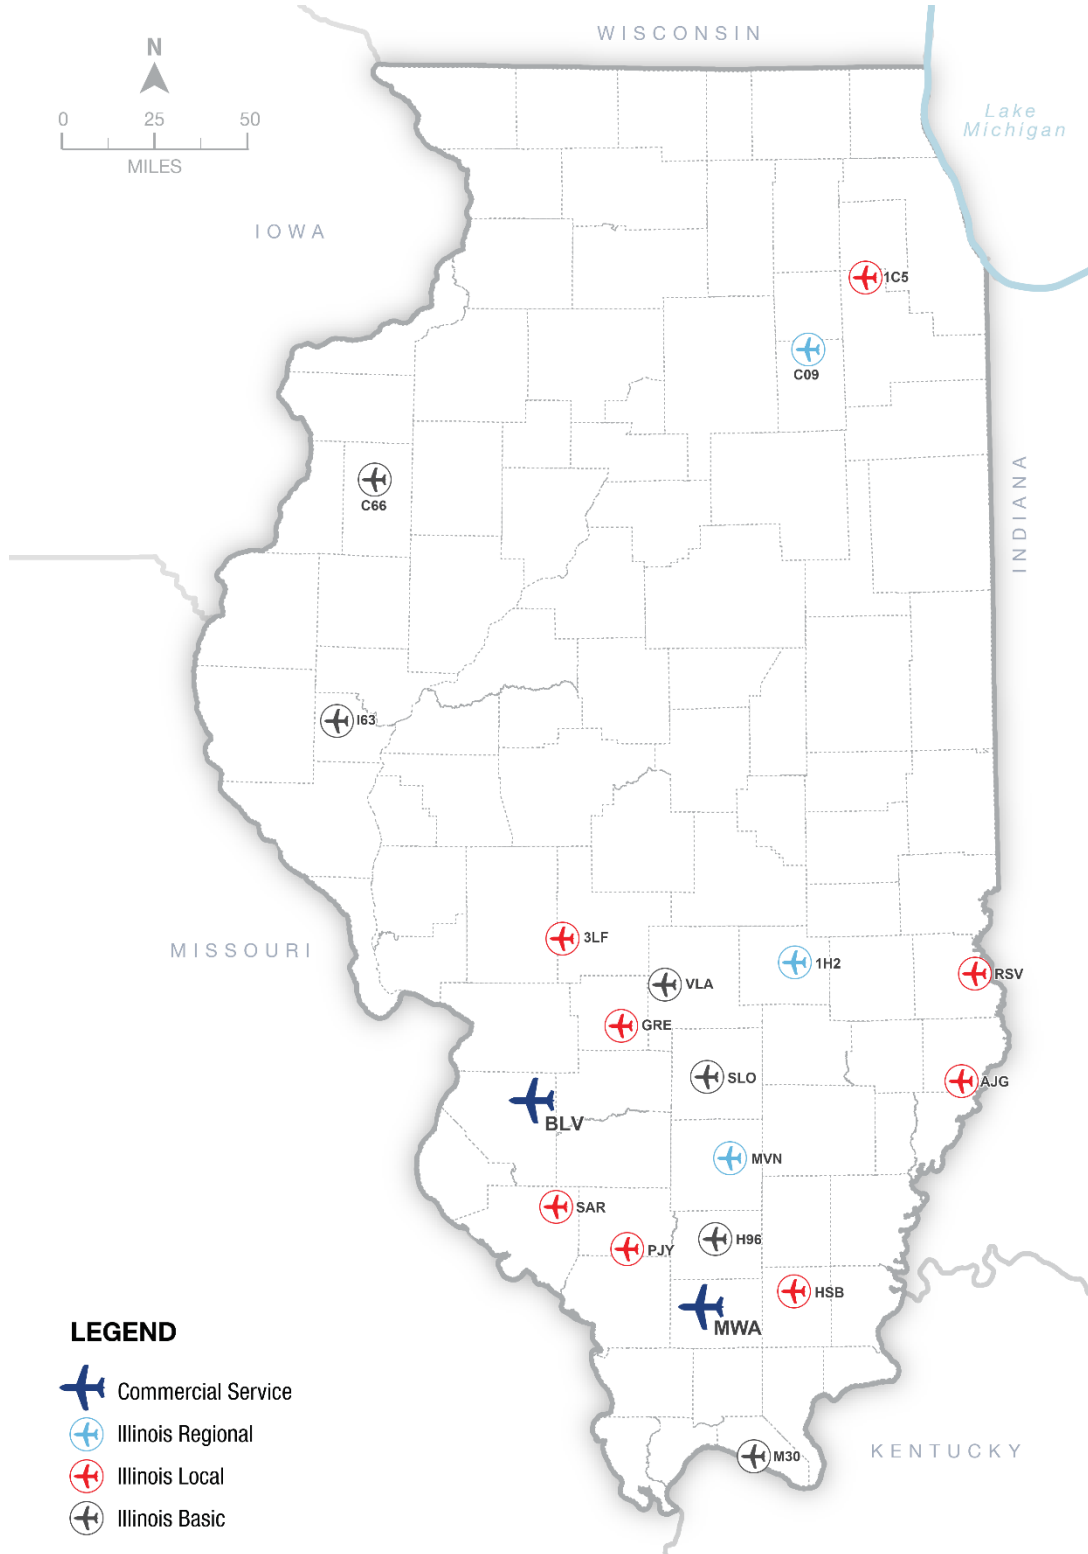 WISCONSIN
N
0 25 50
MILES
Lake
Michigan
IOWA
1C5
C09
INDIANA
C66
I63
MISSOURI
3LF
1H2
RSV
VLA
GRE
SLO
AJG
BLV
MVN
SAR
H96
PJY
HSB
MWA
LEGEND
Commercial Service
Illinois Regional
Illinois Local
Illinois Basic
KENTUCKY
M30